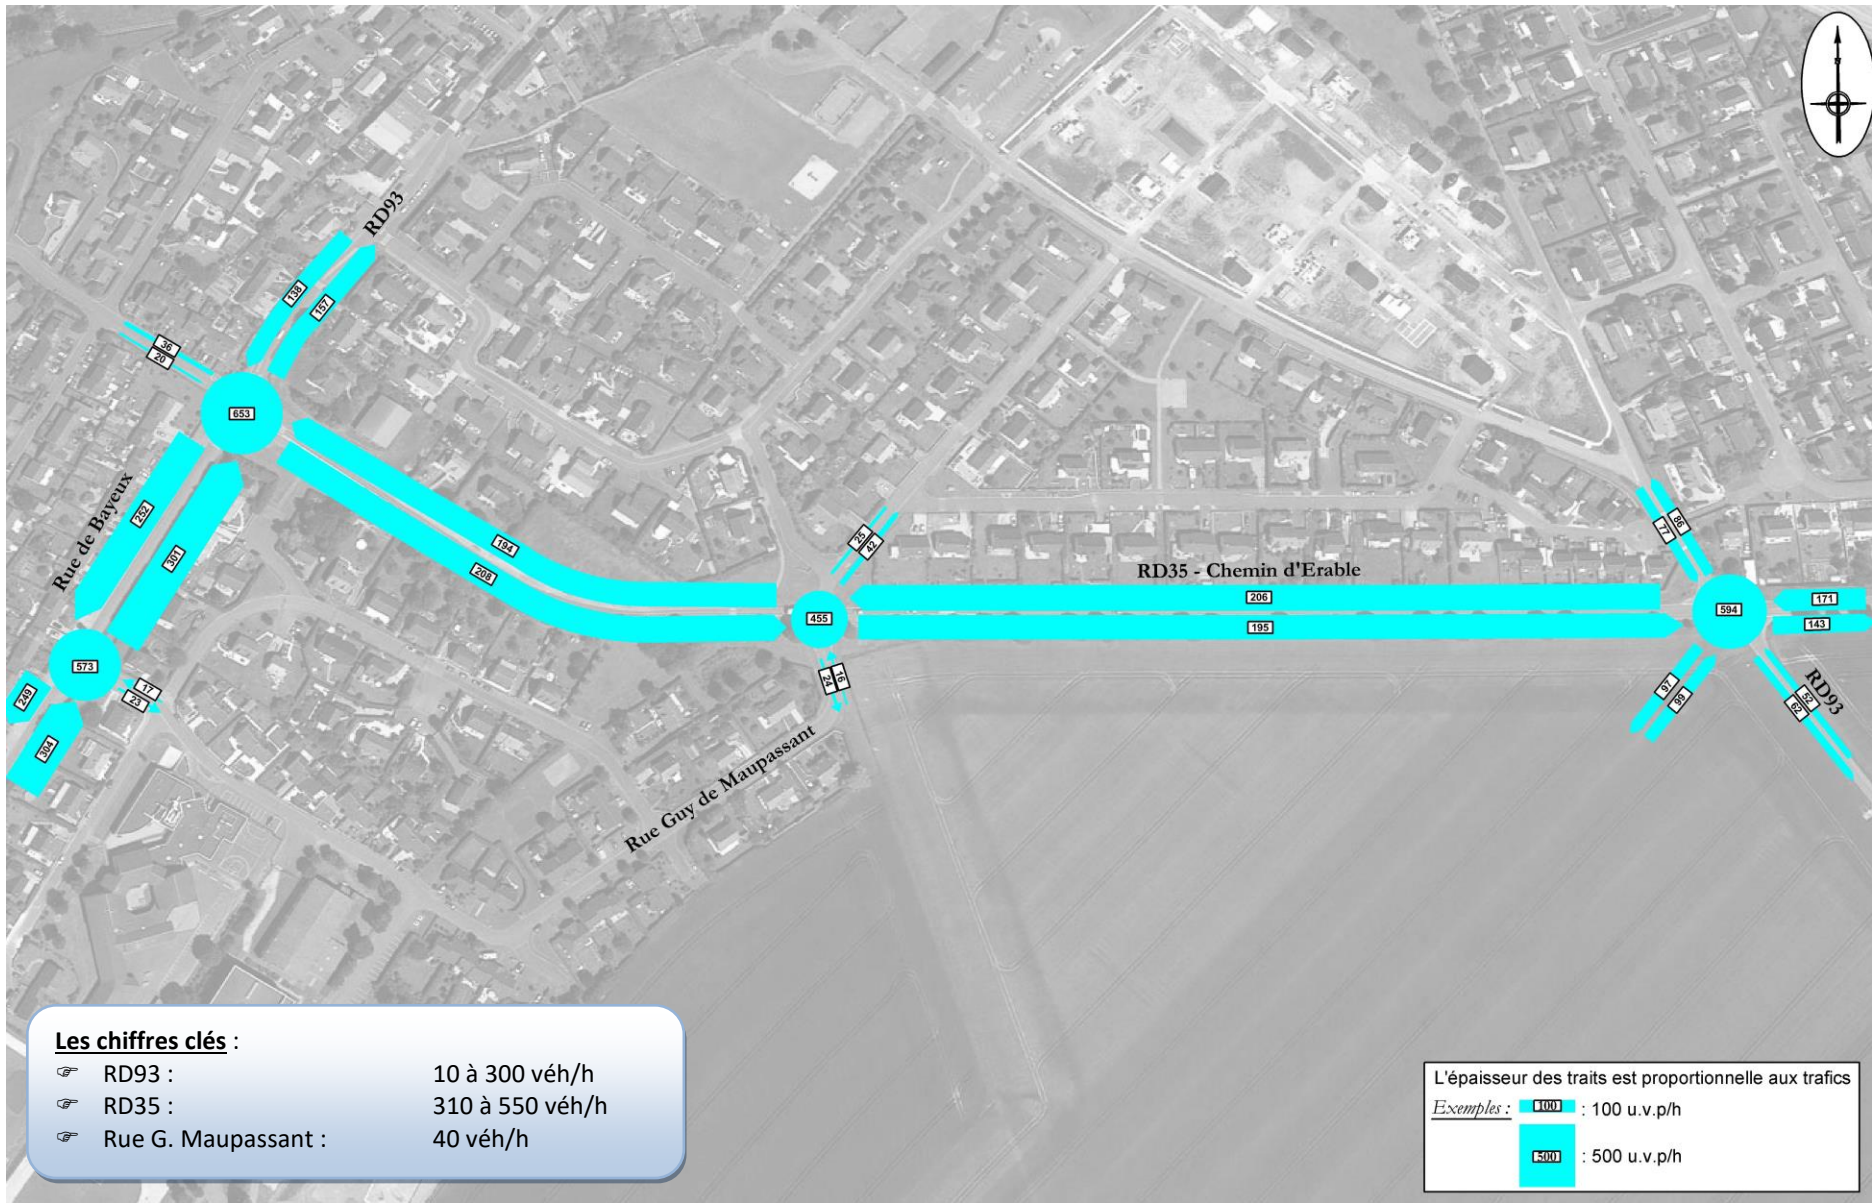 N
RD93
138
157
36
20
653
Rue de Bayeux
252
301
194
208
25
42
RD35 - Chemin d'Erable
206
195
455
77
86
594
171
143
573
249
304
17
23
24
16
97
99
52
62
RD93
Rue Guy de Maupassant
Les chiffres clés :
☞ RD93 : 10 à 300 véh/h
☞ RD35 : 310 à 550 véh/h
☞ Rue G. Maupassant : 40 véh/h
L'épaisseur des traits est proportionnelle aux trafics
Exemples : 100 : 100 u.v.p/h
500 : 500 u.v.p/h